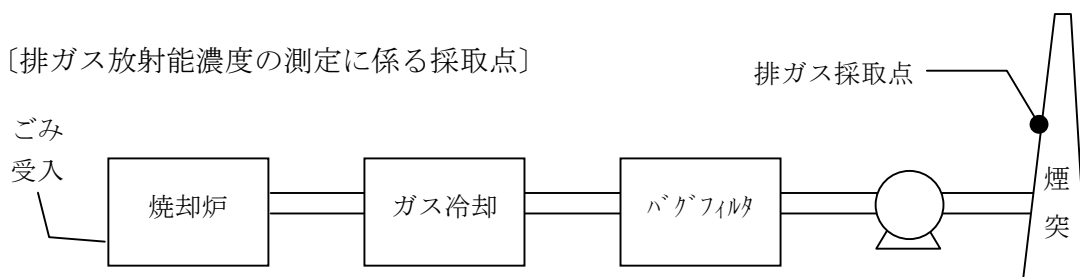 〔排ガス放射能濃度の測定に係る採取点〕
排ガス採取点
ごみ
受入
焼却炉
ガス冷却
ﾊﾞｸﾞﾌｨﾙﾀ
煙
突